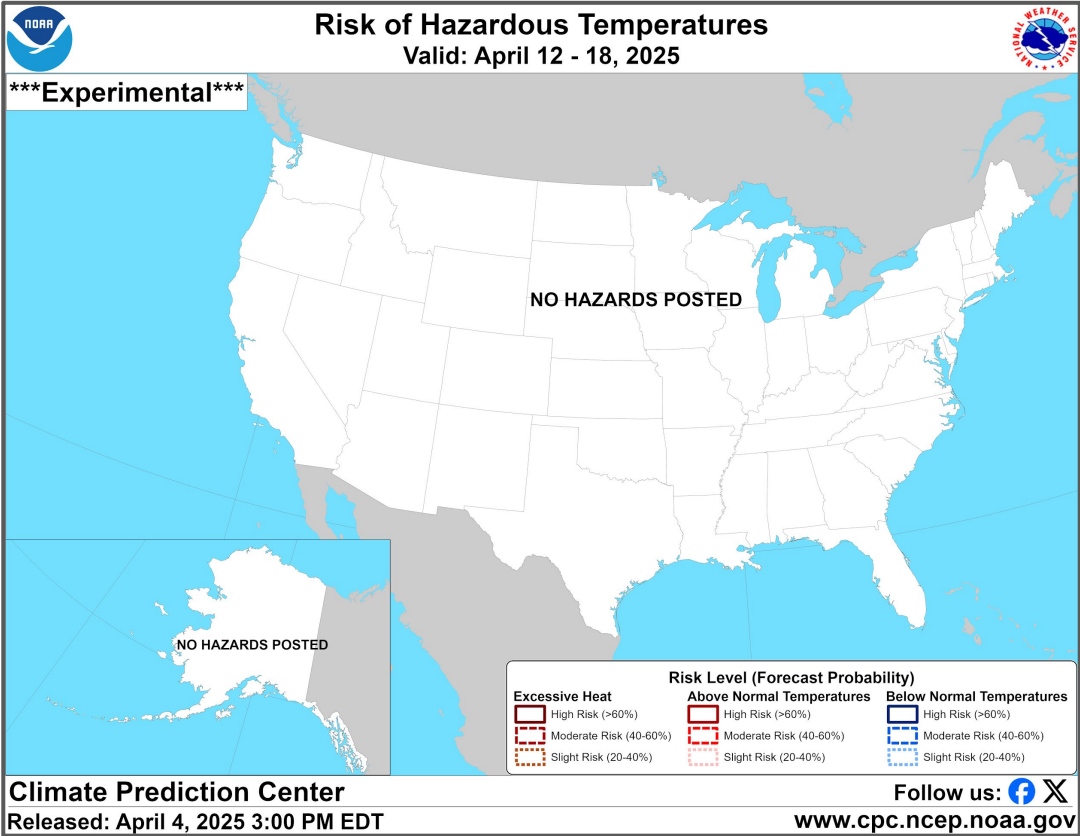 NOAA
Risk of Hazardous Temperatures
Valid: April 12 - 18, 2025
NATIONAL WEATHER SERVICE
***Experimental***
NO HAZARDS POSTED
NO HAZARDS POSTED
Risk Level (Forecast Probability)
Excessive Heat
High Risk (>60%)
Moderate Risk (40-60%)
Slight Risk (20-40%)
Above Normal Temperatures
High Risk (>60%)
Moderate Risk (40-60%)
Slight Risk (20-40%)
Below Normal Temperatures
High Risk (>60%)
Moderate Risk (40-60%)
Slight Risk (20-40%)
Climate Prediction Center
Follow us:
Released: April 4, 2025 3:00 PM EDT
www.cpc.ncep.noaa.gov